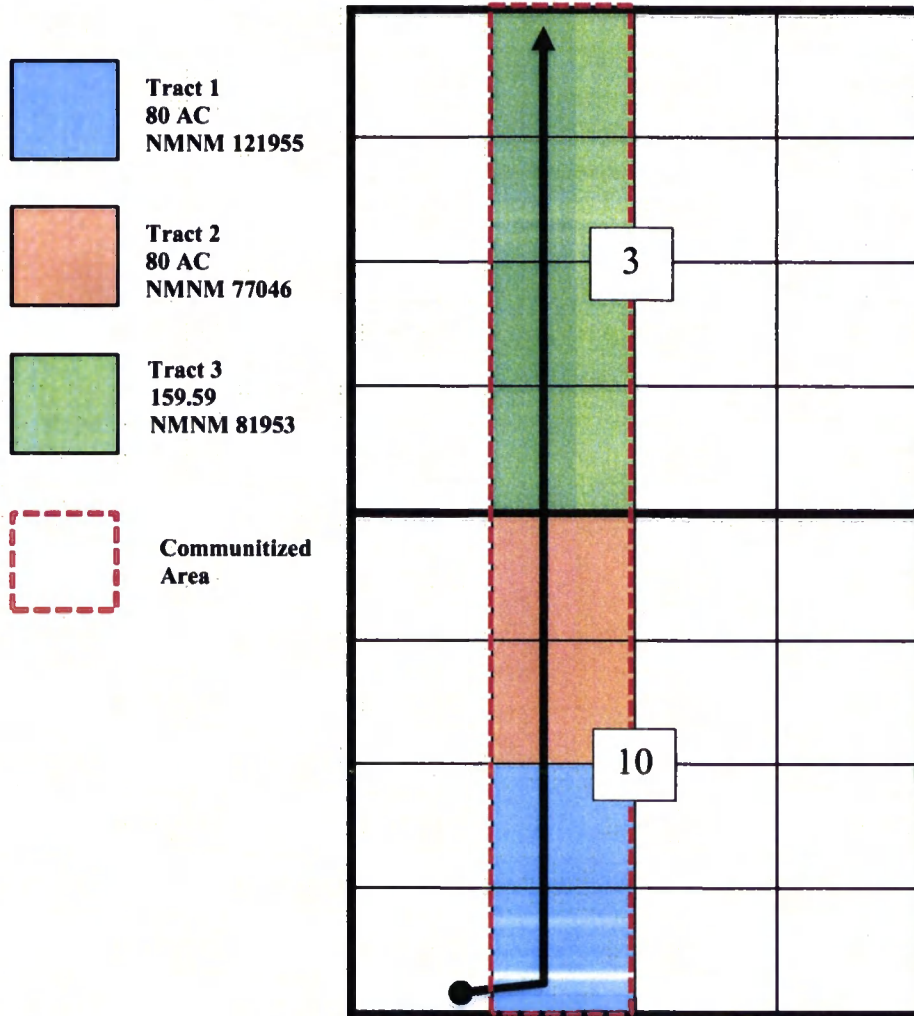 Tract 1
80 AC
NMNM 121955
Tract 2
80 AC
NMNM 77046
Tract 3
159.59
NMNM 81953
Communitized
Area
3
10